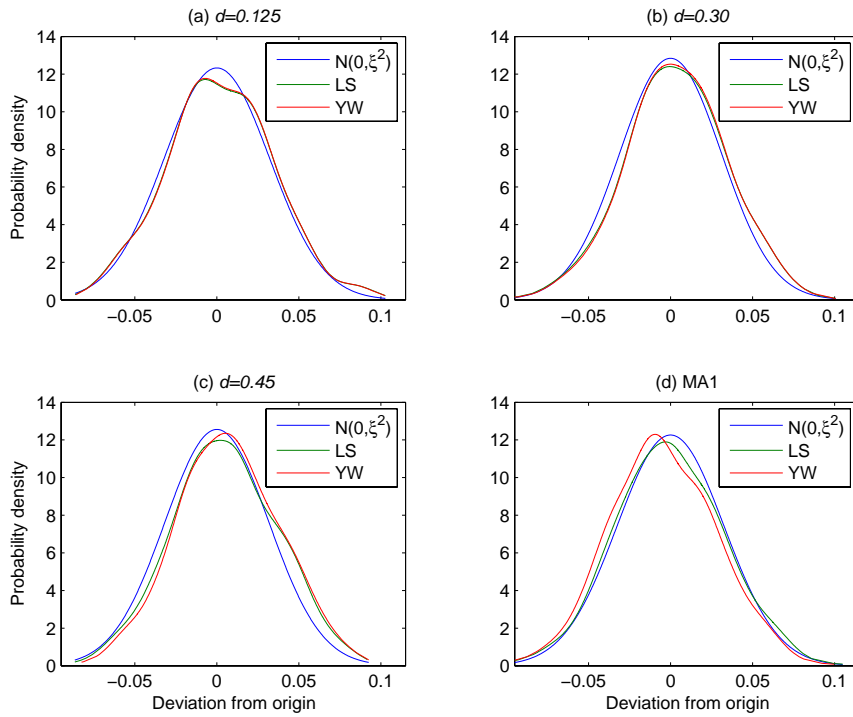 (a) d=0.125
14
12
10
8
6
4
2
0
Probability density
−0.05
0
0.05
0.1
N(0,ξ²)
LS
YW
(b) d=0.30
14
12
10
8
6
4
2
0
−0.05
0
0.05
0.1
N(0,ξ²)
LS
YW
(c) d=0.45
14
12
10
8
6
4
2
0
Probability density
−0.05
0
0.05
0.1
Deviation from origin
N(0,ξ²)
LS
YW
(d) MA1
14
12
10
8
6
4
2
0
−0.05
0
0.05
0.1
Deviation from origin
N(0,ξ²)
LS
YW